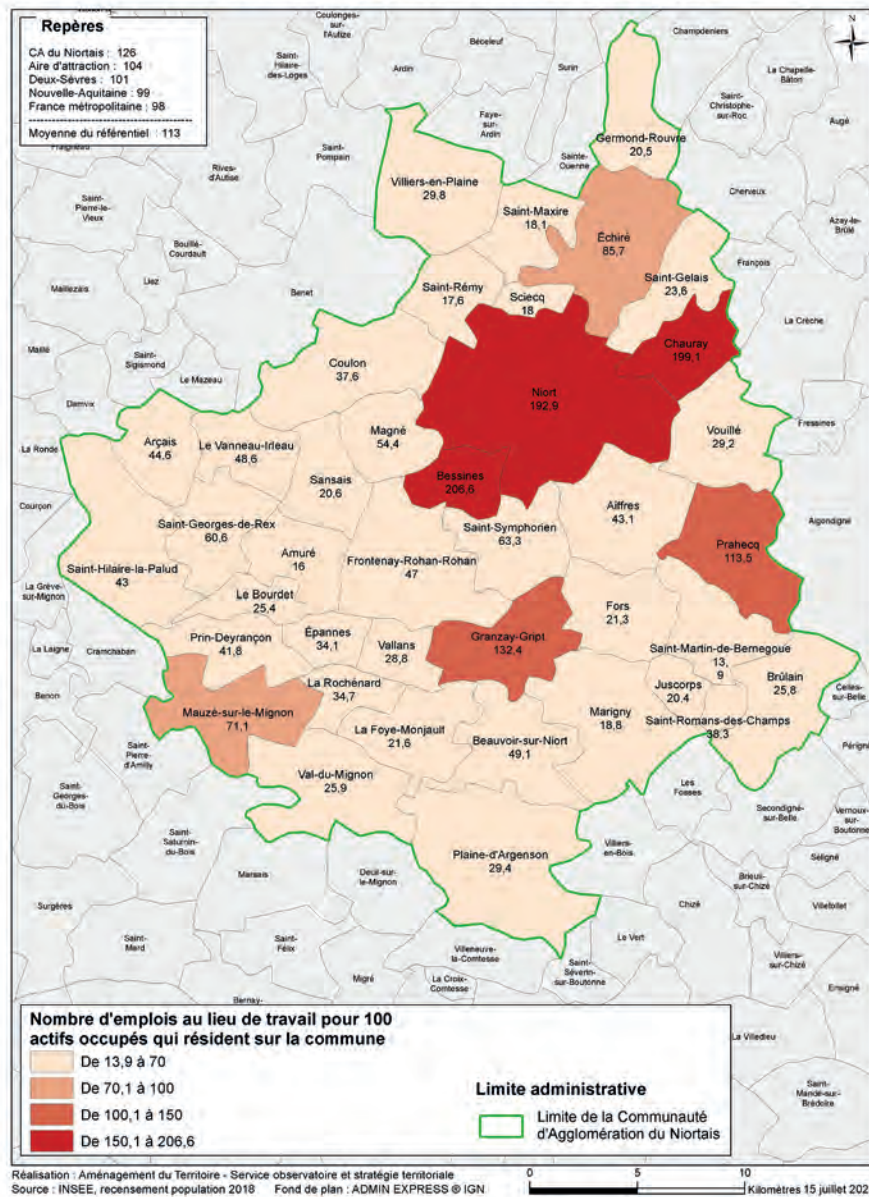 Repères
CA du Niortais : 126
Aire d'attraction : 104
Deux-Sèvres : 101
Nouvelle-Aquitaine : 99
France métropolitaine : 98
Moyenne du référentiel : 113
N
Coulonges-
sur-
l'Autize
Saint-
Hilaire-
des-Loges
Ardin
Béceleuf
Surin
Champdeniers
La Chapelle-
Bâton
Saint-
Christophe-
sur-Roc
Augé
Faye-
sur-
Ardin
Sainte-
Ouenne
Germond-Rouvre
20,5
Saint-
Pompain
Rives-
d'Autise
Saint-
Pierre-le-
Vieux
Villiers-en-Plaine
29,8
Saint-Maxire
18,1
Échiré
85,7
Cherveux
Azay-le-
Brûlé
Bouillé-
Courdault
Maillezais
Liez
Benet
Saint-Rémy
17,6
Sciecq
18
Saint-Gelais
23,6
François
La Crèche
Chauray
199,1
Maillé
Saint-
Sigismond
Le Mazeau
Damvix
Coulon
37,6
Niort
192,9
La Ronde
Arçais
44,6
Le Vanneau-Irleau
48,6
Magné
54,4
Vouillé
29,2
Fressines
Sansais
20,6
Bessines
206,6
Courçon
Saint-Georges-de-Rex
60,6
Saint-Symphorien
63,3
Aiffres
43,1
Prahecq
113,5
Aigondigné
Amuré
16
Frontenay-Rohan-Rohan
47
Saint-Hilaire-la-Palud
43
La Grève-
sur-Mignon
Le Bourdet
25,4
Fors
21,3
La Laigne
Cramchaban
Prin-Deyrançon
41,8
Épannes
34,1
Vallans
28,8
Granzay-Gript
132,4
Saint-Martin-de-Bernegoue
13,
9
Brûlain
25,8
Benon
La Rochénard
34,7
Juscorps
20,4
Celles-
sur-Belle
Mauzé-sur-le-Mignon
71,1
La Foye-Monjault
21,6
Beauvoir-sur-Niort
49,1
Marigny
18,8
Saint-Romans-des-Champs
38,3
Périgné
Saint-
Pierre-
d'Amilly
Val-du-Mignon
25,9
Saint-
Georges-
du-Bois
Les
Fosses
Secondigné-
sur-Belle
Vernoux-
sur-
Boutonne
Saint-
Saturnin-
du-Bois
Plaine-d'Argenson
29,4
Villiers-
en-Bois
Séligné
Marsais
Deuil-sur-
le-Mignon
Brieuil-
sur-Chizé
Surgères
Chizé
Villefollet
Saint-
Mard
Saint-
Félix
Villeneuve-
la-Comtesse
Le Vert
Migré
La Croix-
Comtesse
Saint-
Séverin-
sur-Boutonne
Villiers-
sur-Chizé
Ensigné
Bernay-
La Villedieu
Saint-
Mandé-sur-
Brédoire
Nombre d'emplois au lieu de travail pour 100
actifs occupés qui résident sur la commune
De 13,9 à 70
De 70,1 à 100
De 100,1 à 150
De 150,1 à 206,6
Limite administrative
Limite de la Communauté
d'Agglomération du Niortais
Réalisation : Aménagement du Territoire - Service observatoire et stratégie territoriale
Source : INSEE, recensement population 2018 Fond de plan : ADMIN EXPRESS ® IGN
0 5 10
Kilomètres 15 juillet 202